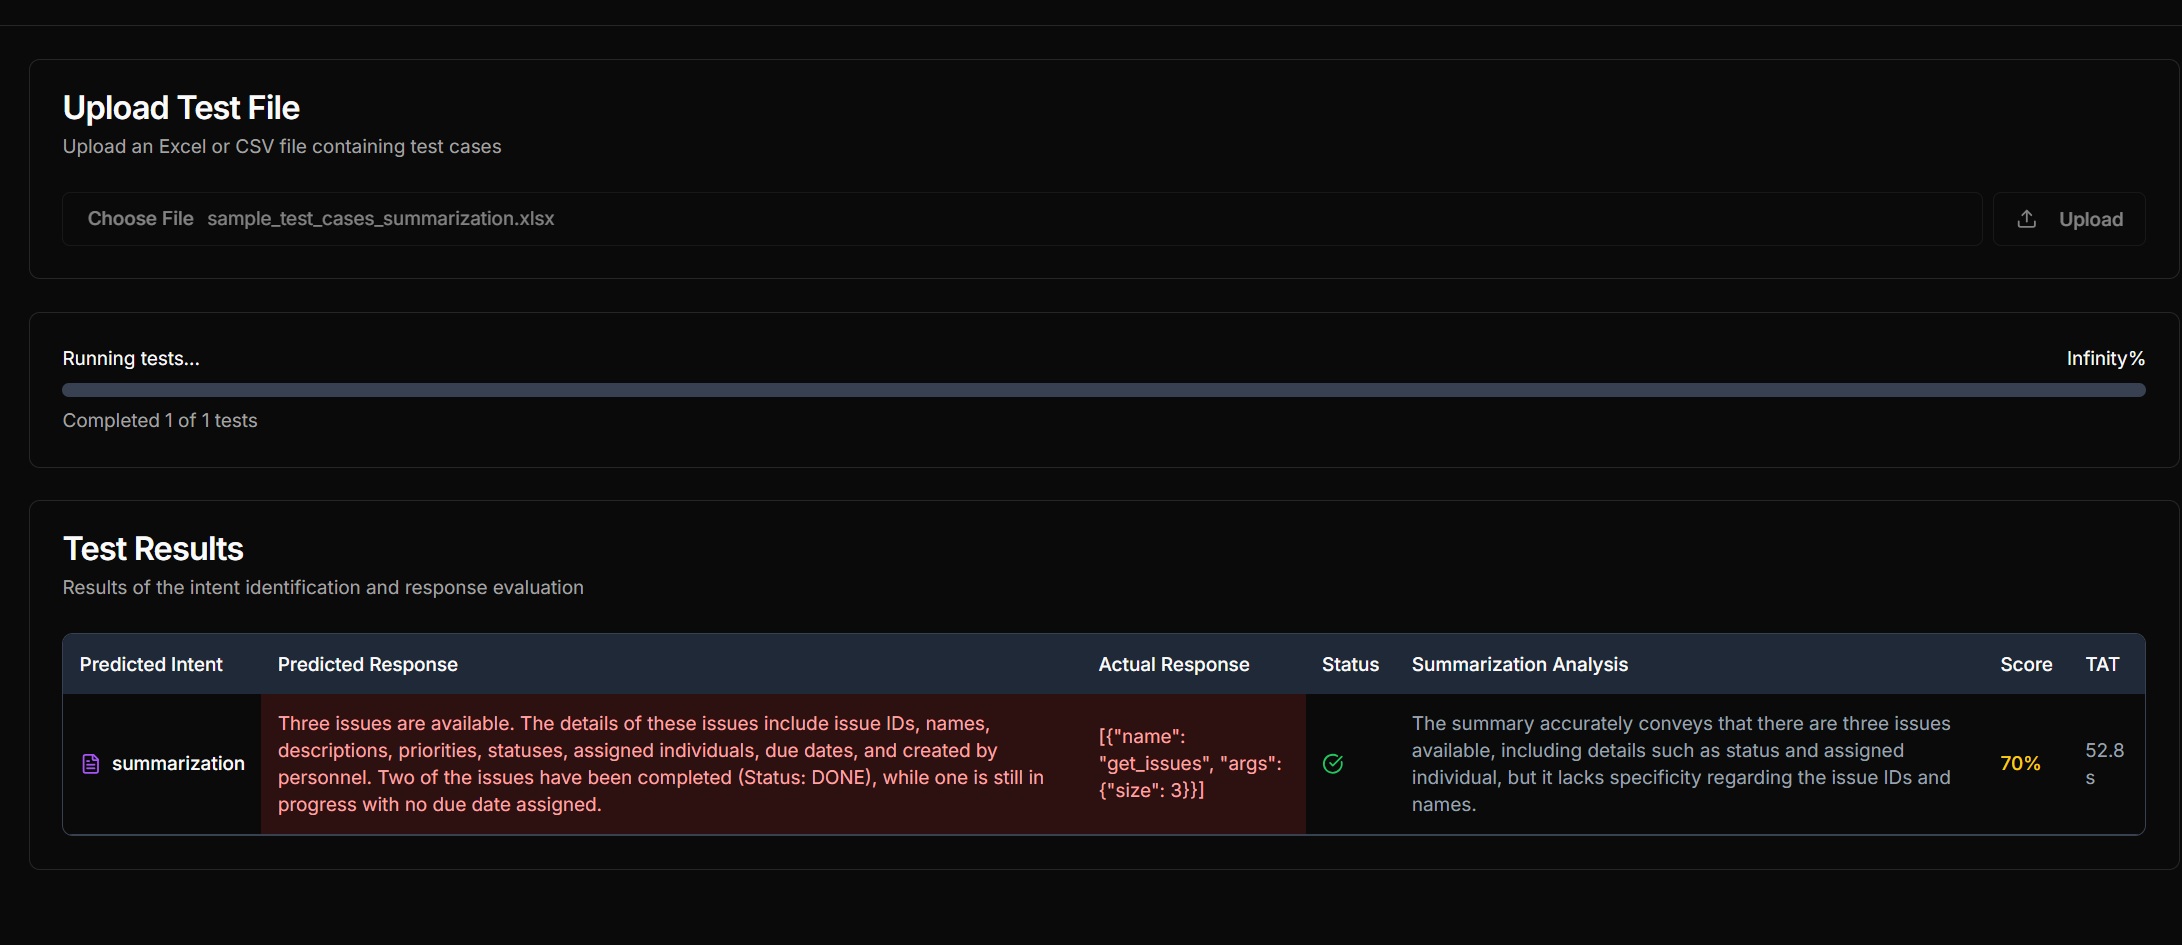 Upload Test File
Upload an Excel or CSV file containing test cases
Choose File sample_test_cases_summarization.xlsx
Upload
Running tests...
Infinity%
Completed 1 of 1 tests
Test Results
Results of the intent identification and response evaluation
Predicted Intent
Predicted Response
Actual Response
Status
Summarization Analysis
Score
TAT
summarization
Three issues are available. The details of these issues include issue IDs, names,
descriptions, priorities, statuses, assigned individuals, due dates, and created by
personnel. Two of the issues have been completed (Status: DONE), while one is still in
progress with no due date assigned.
[{"name":
"get_issues", "args":
{"size": 3}}]
The summary accurately conveys that there are three issues
available, including details such as status and assigned
individual, but it lacks specificity regarding the issue IDs and
names.
70%
52.8
s